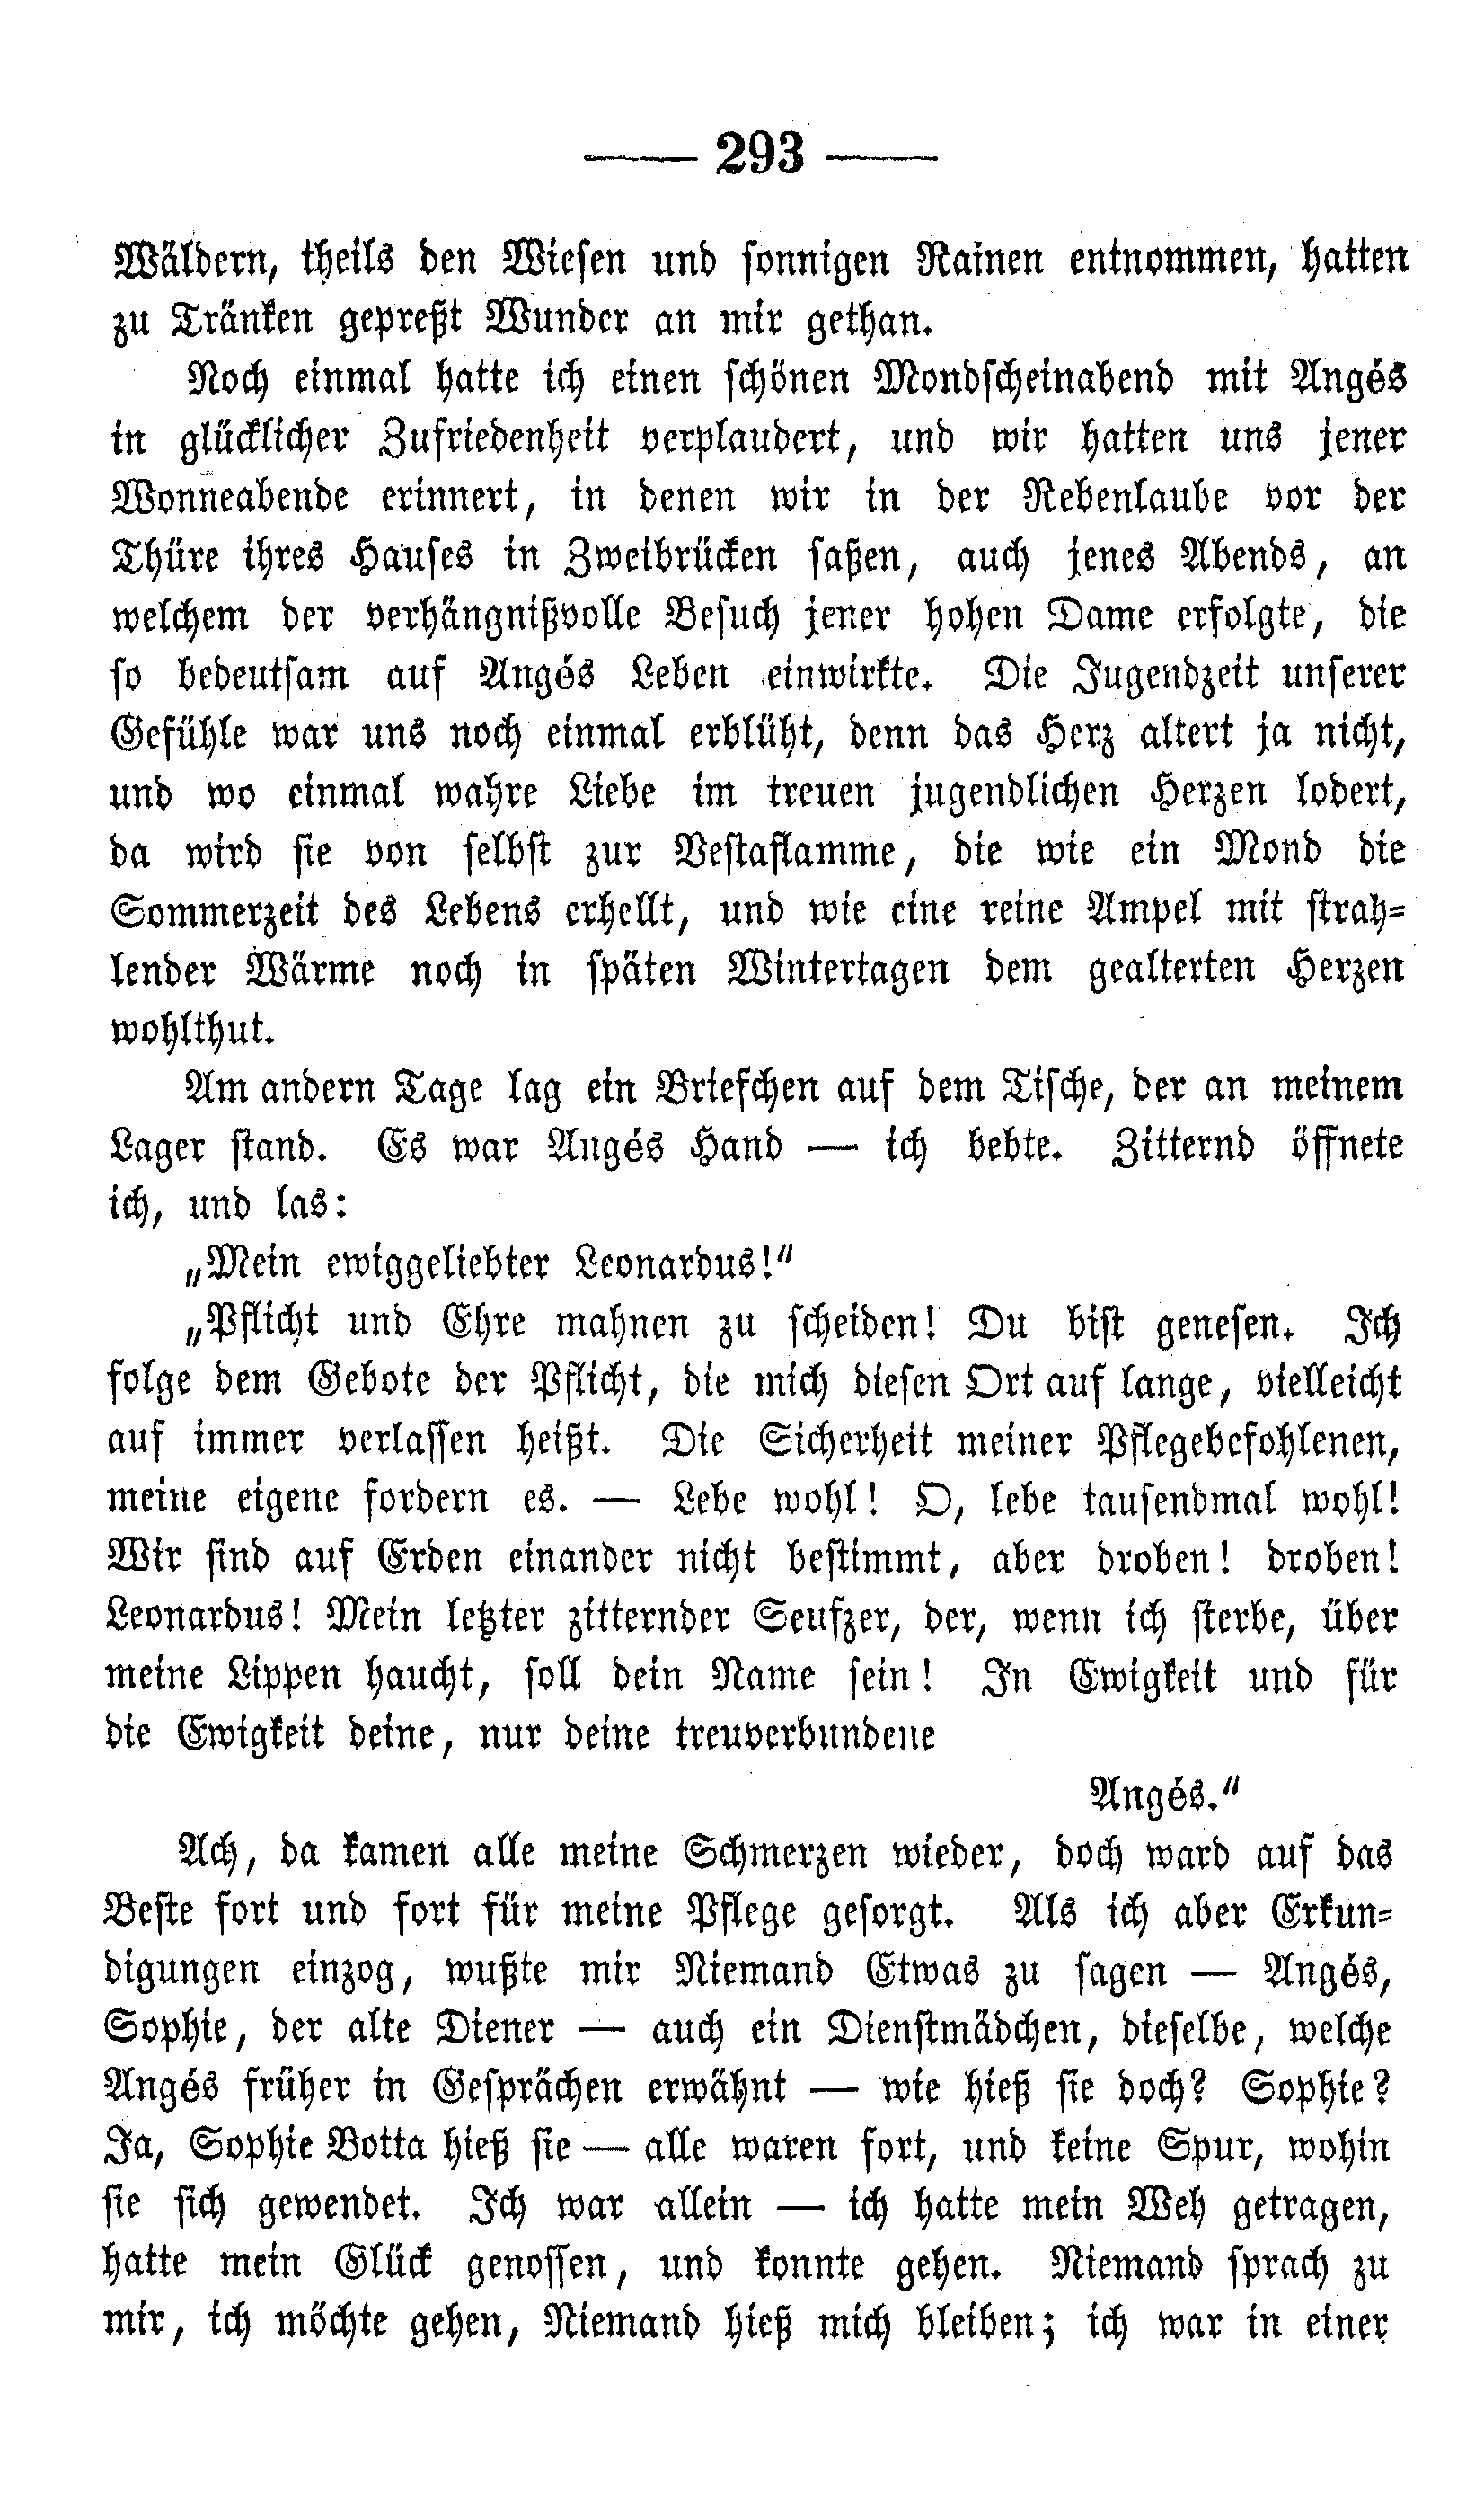 —— 293 ——
Wäldern, theils den Wiesen und sonnigen Rainen entnommen, hatten
zu Tränken gepreßt Wunder an mir gethan.
Noch einmal hatte ich einen schönen Mondscheinabend mit Angés
in glücklicher Zufriedenheit verplaudert, und wir hatten uns jener
Wonneabende erinnert, in denen wir in der Rebenlaube vor der
Thüre ihres Hauses in Zweibrücken saßen, auch jenes Abends, an
welchem der verhängnißvolle Besuch jener hohen Dame erfolgte, die
so bedeutsam auf Angés Leben einwirkte. Die Jugendzeit unserer
Gefühle war uns noch einmal erblüht, denn das Herz altert ja nicht,
und wo einmal wahre Liebe im treuen jugendlichen Herzen lodert,
da wird sie von selbst zur Vestaflamme, die wie ein Mond die
Sommerzeit des Lebens erhellt, und wie eine reine Ampel mit strah=
lender Wärme noch in späten Wintertagen dem gealterten Herzen
wohlthut.
Am andern Tage lag ein Briefchen auf dem Tische, der an meinem
Lager stand. Es war Angés Hand — ich bebte. Zitternd öffnete
ich, und las:
„Mein ewiggeliebter Leonardus!“
„Pflicht und Ehre mahnen zu scheiden! Du bist genesen. Ich
folge dem Gebote der Pflicht, die mich diesen Ort auf lange, vielleicht
auf immer verlassen heißt. Die Sicherheit meiner Pflegebefohlenen,
meine eigene fordern es. — Lebe wohl! O, lebe tausendmal wohl!
Wir sind auf Erden einander nicht bestimmt, aber droben! droben!
Leonardus! Mein letzter zitternder Seufzer, der, wenn ich sterbe, über
meine Lippen haucht, soll dein Name sein! In Ewigkeit und für
die Ewigkeit deine, nur deine treuverbundene
Angés.“
Ach, da kamen alle meine Schmerzen wieder, doch ward auf das
Beste fort und fort für meine Pflege gesorgt. Als ich aber Erkun=
digungen einzog, wußte mir Niemand Etwas zu sagen — Angés,
Sophie, der alte Diener — auch ein Dienstmädchen, dieselbe, welche
Angés früher in Gesprächen erwähnt — wie hieß sie doch? Sophie?
Ja, Sophie Botta hieß sie — alle waren fort, und keine Spur, wohin
sie sich gewendet. Ich war allein — ich hatte mein Weh getragen,
hatte mein Glück genossen, und konnte gehen. Niemand sprach zu
mir, ich möchte gehen, Niemand hieß mich bleiben; ich war in einer